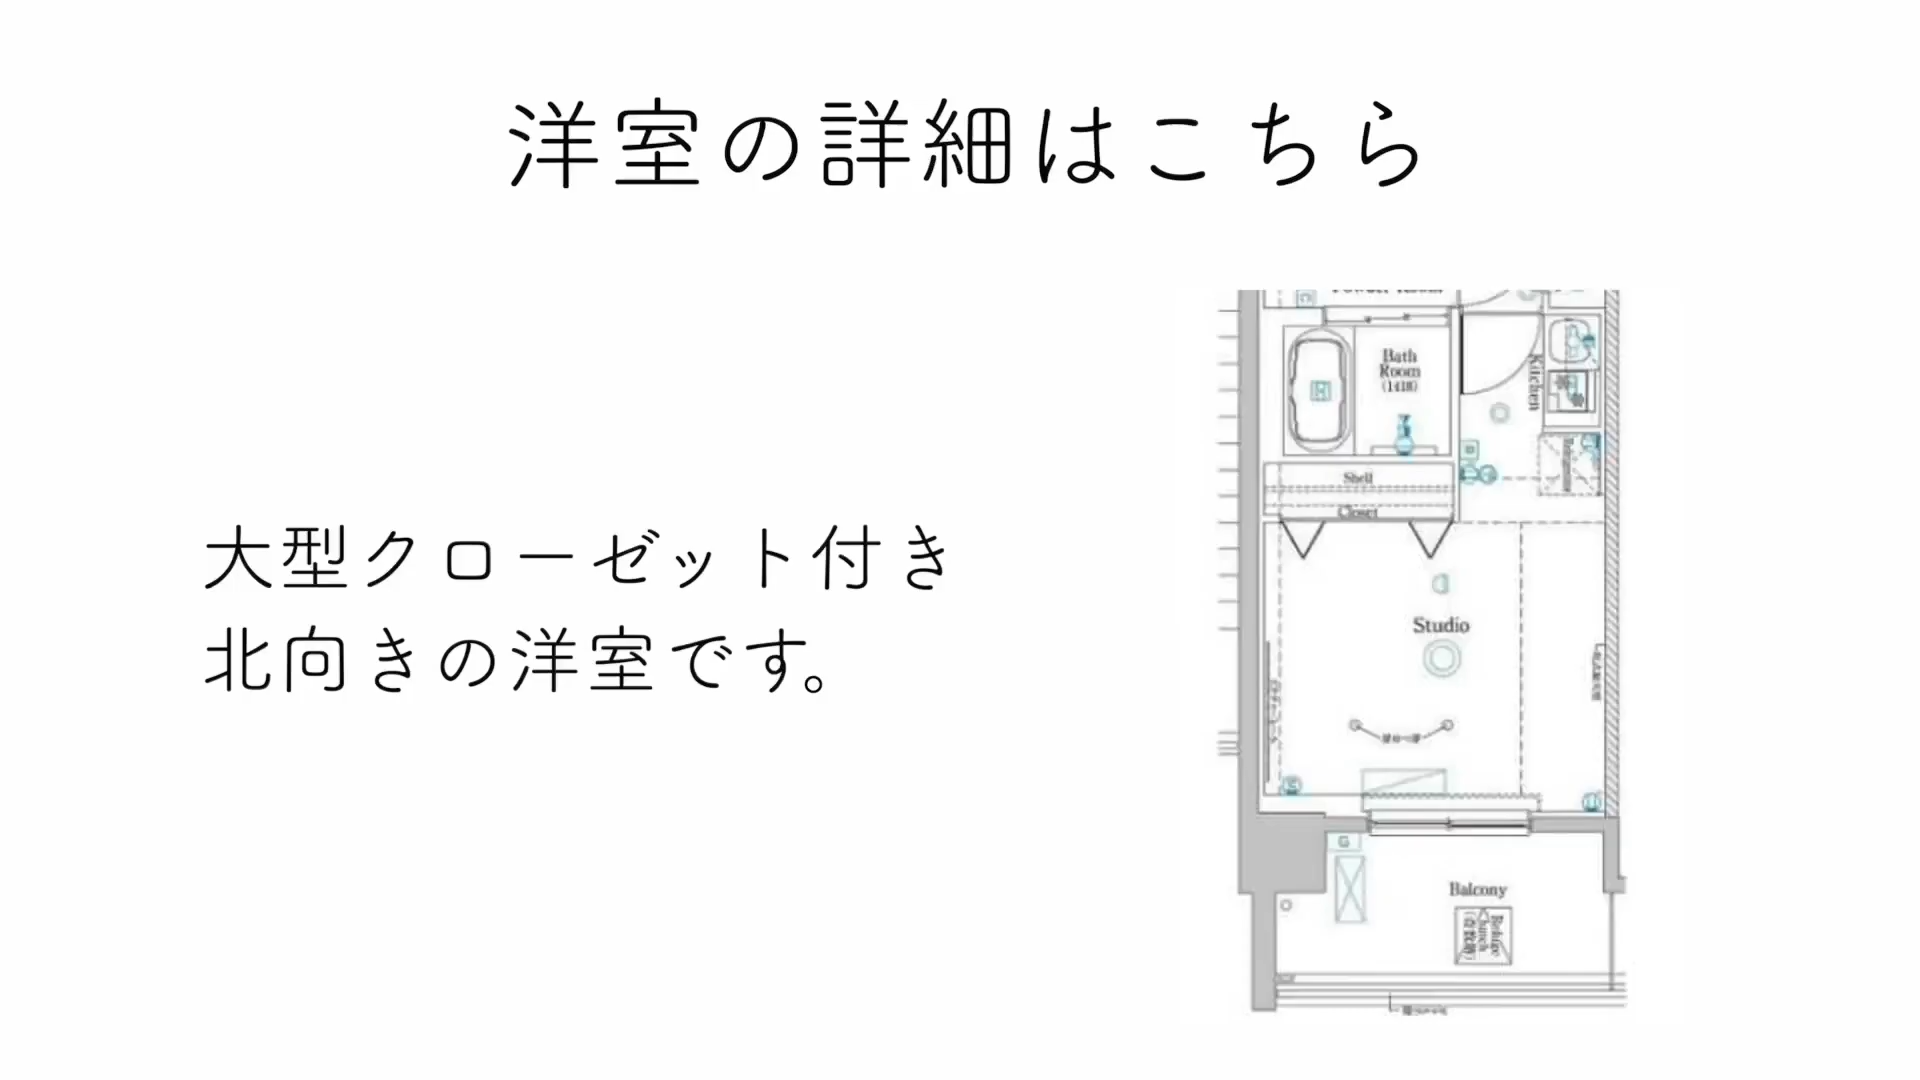 洋室の詳細はこちら
大型クローゼット付き
北向きの洋室です。
Bath
Room
(1418)
Kitchen
Shelf
Closet
Studio
G
Balcony